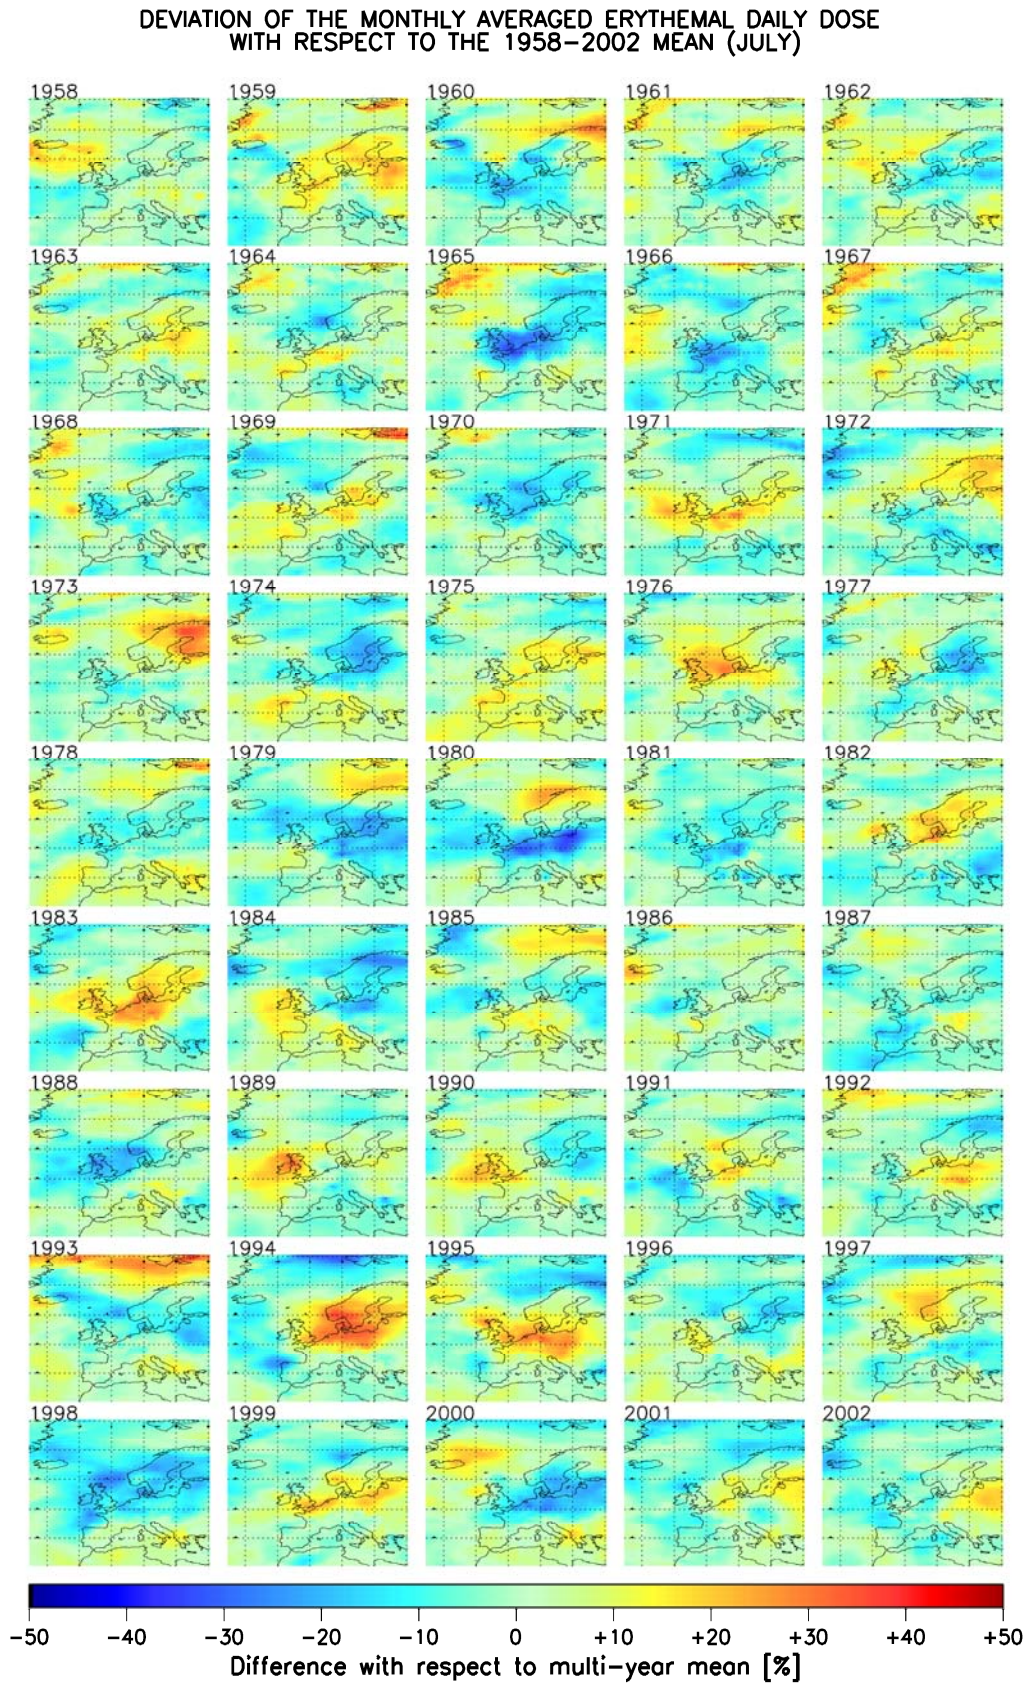 DEVIATION OF THE MONTHLY AVERAGED ERYTHEMAL DAILY DOSE
WITH RESPECT TO THE 1958-2002 MEAN (JULY)
1958 1959 1960 1961 1962
1963 1964 1965 1966 1967
1968 1969 1970 1971 1972
1973 1974 1975 1976 1977
1978 1979 1980 1981 1982
1983 1984 1985 1986 1987
1988 1989 1990 1991 1992
1993 1994 1995 1996 1997
1998 1999 2000 2001 2002
-50 -40 -30 -20 -10 0 +10 +20 +30 +40 +50
Difference with respect to multi-year mean [%]